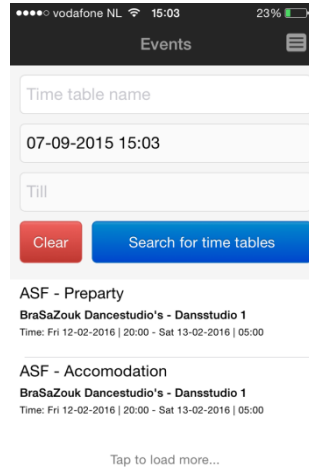 vodafone NL 15:03 23%
Events
Time table name
07-09-2015 15:03
Till
Clear Search for time tables
ASF - Preparty
BraSaZouk Dancestudio's - Dansstudio 1
Time: Fri 12-02-2016 | 20:00 - Sat 13-02-2016 | 05:00
ASF - Accomodation
BraSaZouk Dancestudio's - Dansstudio 1
Time: Fri 12-02-2016 | 20:00 - Sat 13-02-2016 | 05:00
Tap to load more...